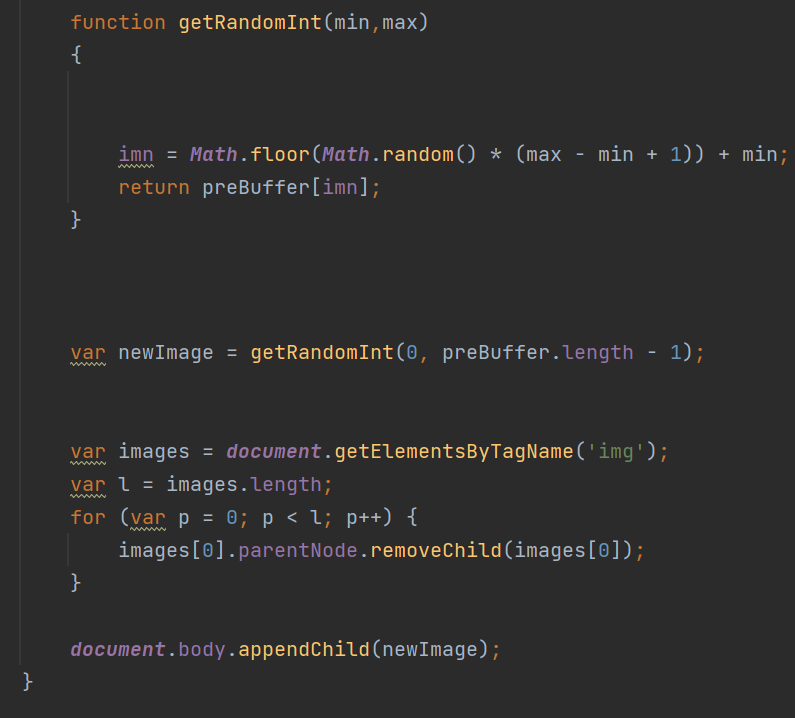 function getRandomInt(min,max)
{
imn = Math.floor(Math.random() * (max - min + 1)) + min;
return preBuffer[imn];
}
var newImage = getRandomInt(0, preBuffer.length - 1);
var images = document.getElementsByTagName('img');
var l = images.length;
for (var p = 0; p < l; p++) {
images[0].parentNode.removeChild(images[0]);
}
document.body.appendChild(newImage);
}